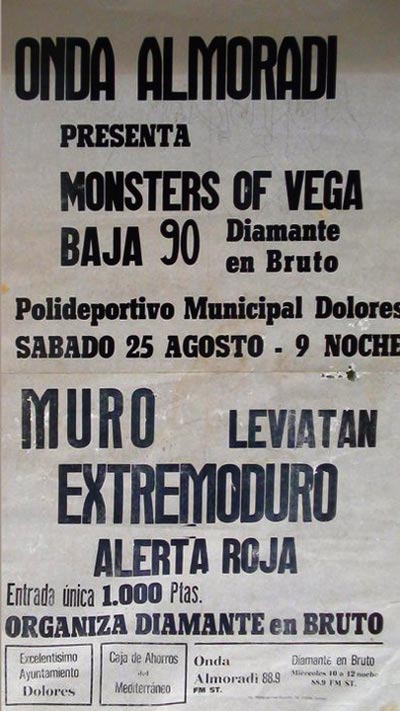 ONDA ALMORADI
PRESENTA
MONSTERS OF VEGA
BAJA 90 Diamante
en Bruto
Polideportivo Municipal Dolores
SABADO 25 AGOSTO - 9 NOCHE
MURO LEVIATAN
EXTREMODURO
ALERTA ROJA
Entrada única 1.000 Ptas.
ORGANIZA DIAMANTE en BRUTO
Excelentísimo
Ayuntamiento
Dolores
Caja de Ahorros
del
Mediterráneo
Onda
Almoradi 88.9
FM ST.
Diamante en Bruto
Miércoles 10 a 12 noche
88.9 FM ST.